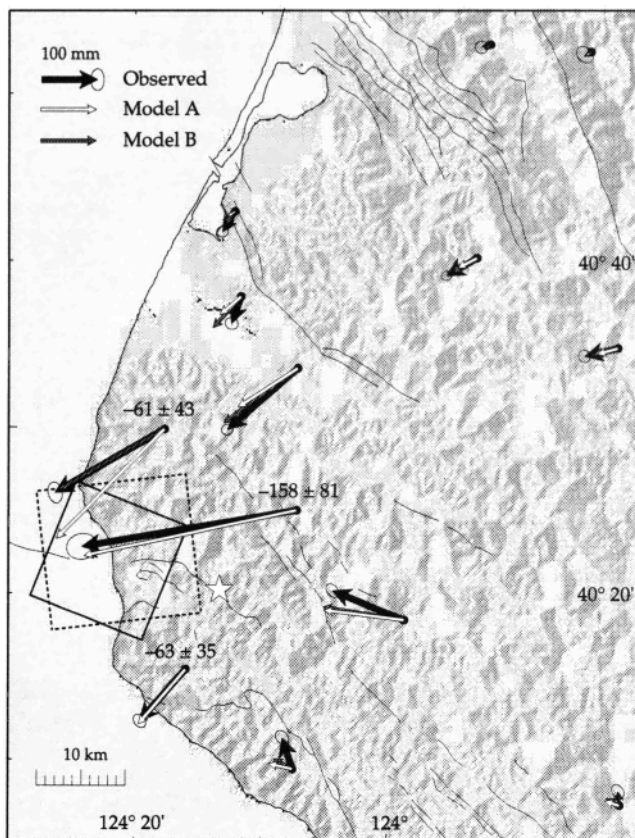 100 mm
Observed
Model A
Model B
40° 40'
−61 ± 43
−158 ± 81
40° 20'
−63 ± 35
10 km
124° 20'
124°